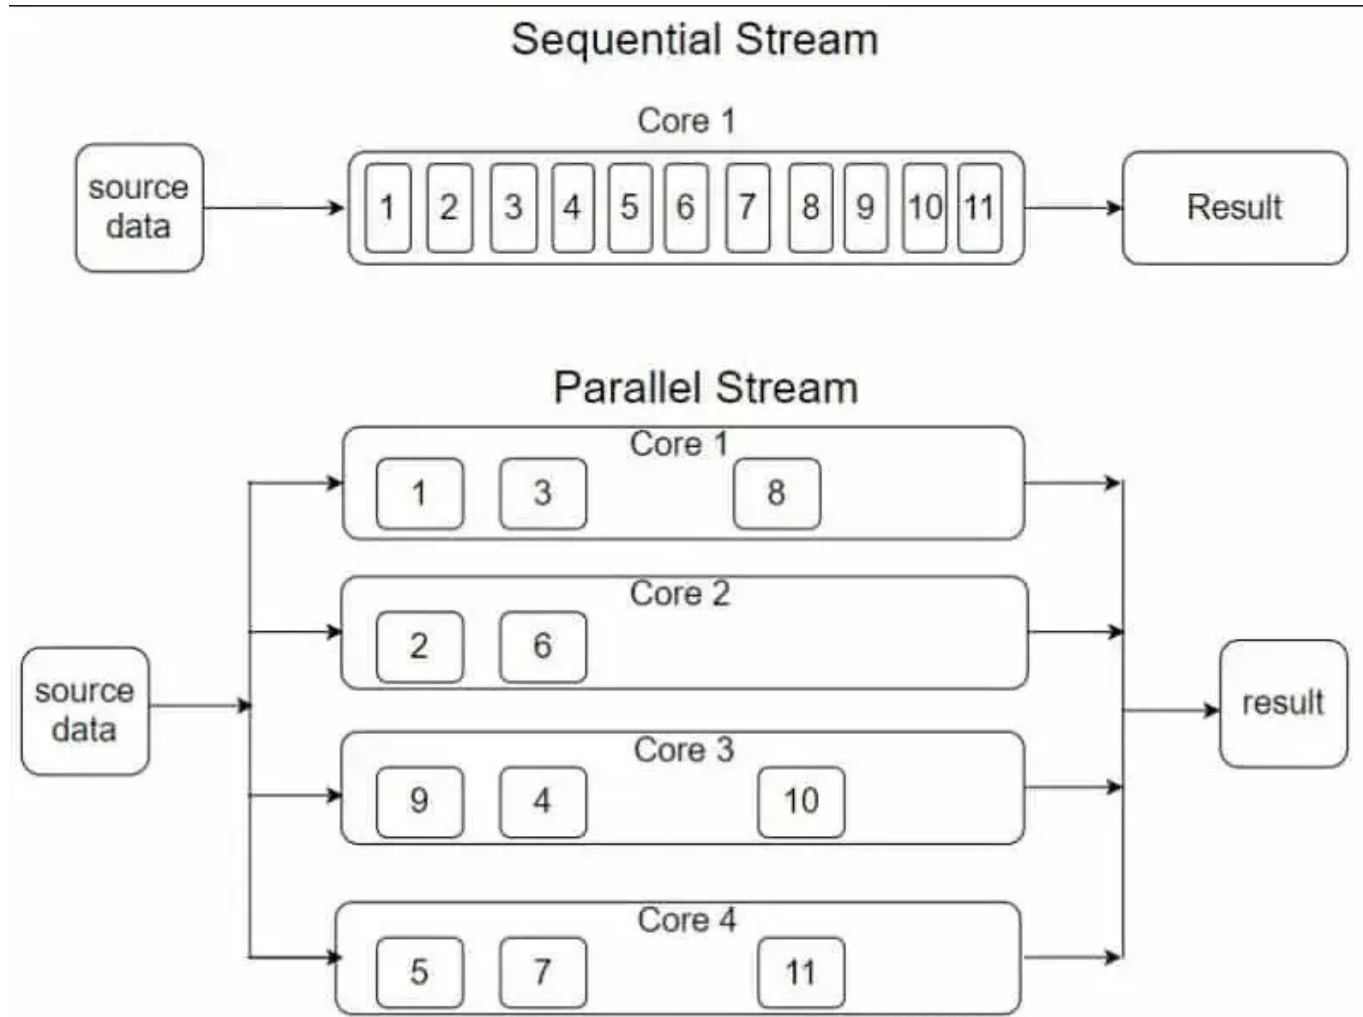 Sequential Stream
Core 1
source
data
1 2 3 4 5 6 7 8 9 10 11
Result
Parallel Stream
source
data
Core 1
1 3 8
Core 2
2 6
Core 3
9 4 10
Core 4
5 7 11
result